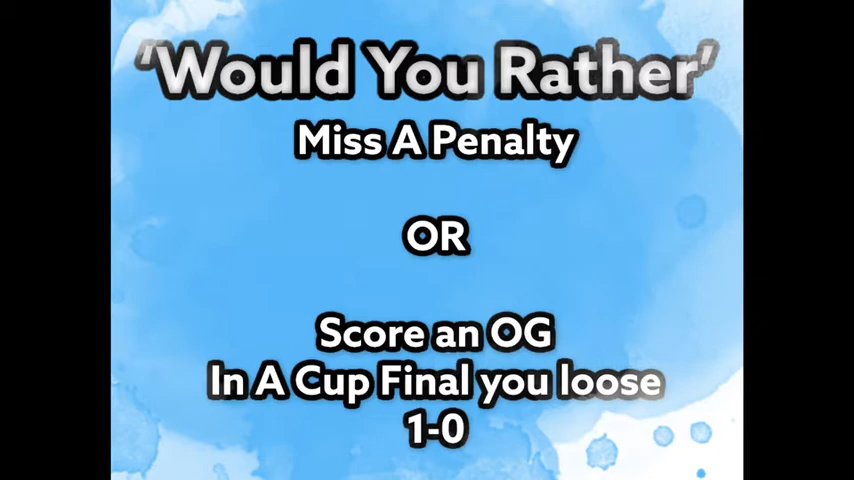 'Would You Rather'
Miss A Penalty
OR
Score an OG
In A Cup Final you loose
1-0